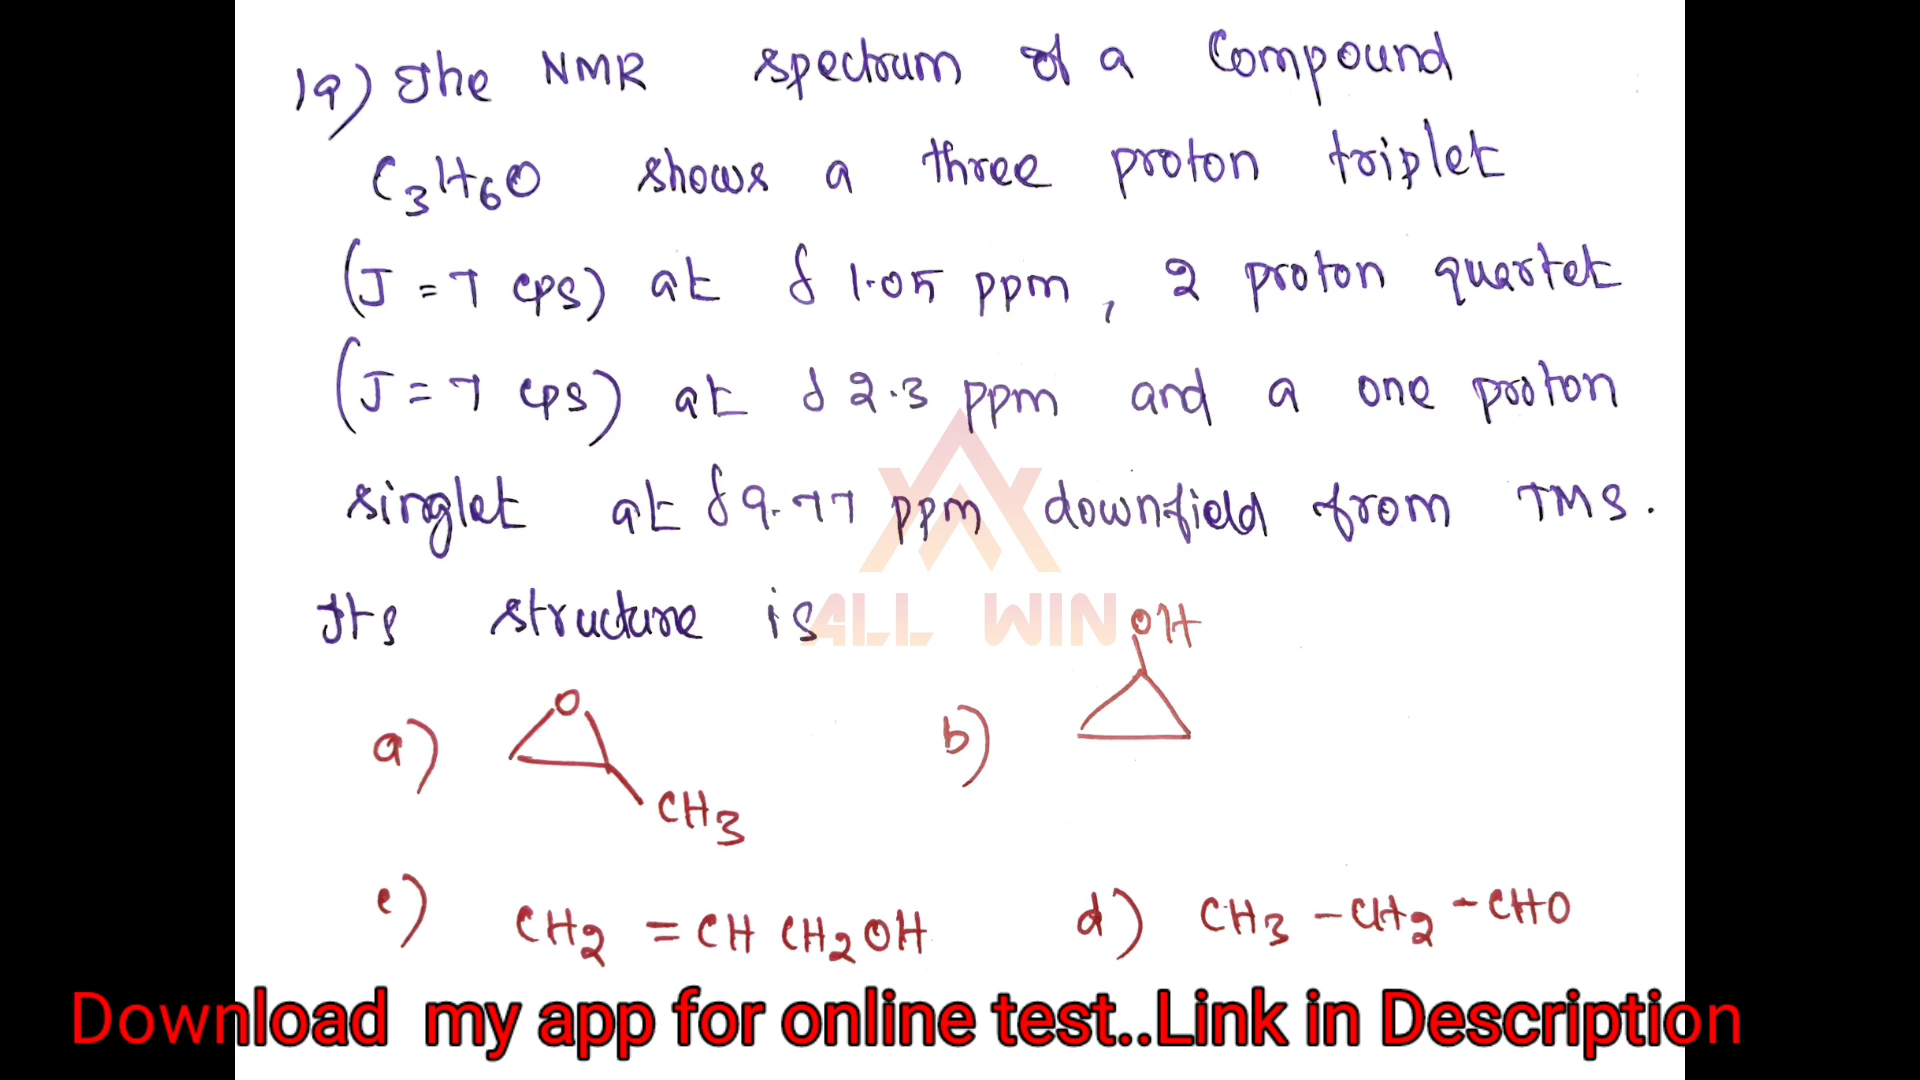 19) The NMR spectrum of a Compound
C3H6O shows a three proton triplet
(J = 7 cps) at δ 1.05 ppm, 2 proton quartet
(J = 7 cps) at δ 2.3 ppm and a one proton
singlet at δ 9.77 ppm downfield from TMS.
Its structure is
ALL WIN
OH
a) O b)
CH3
c) CH2 = CH CH2OH d) CH3 - CH2 - CHO
Download my app for online test..Link in Description